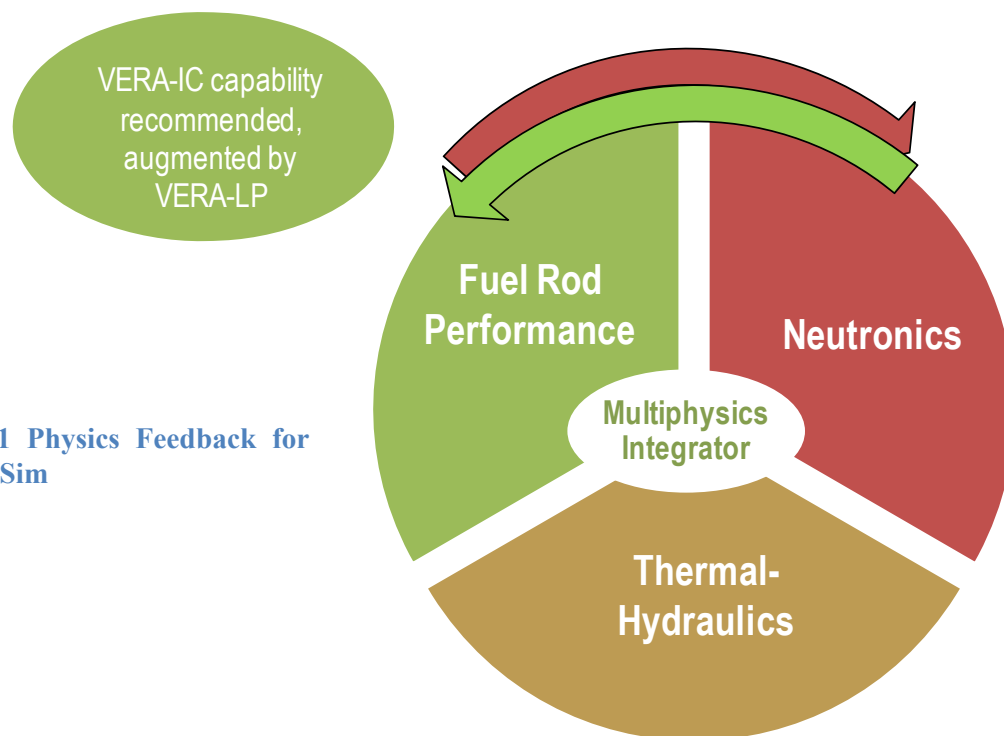 VERA-IC capability
recommended,
augmented by
VERA-LP
Fuel Rod
Performance
Neutronics
Multiphysics
Integrator
1 Physics Feedback for
Sim
Thermal-
Hydraulics